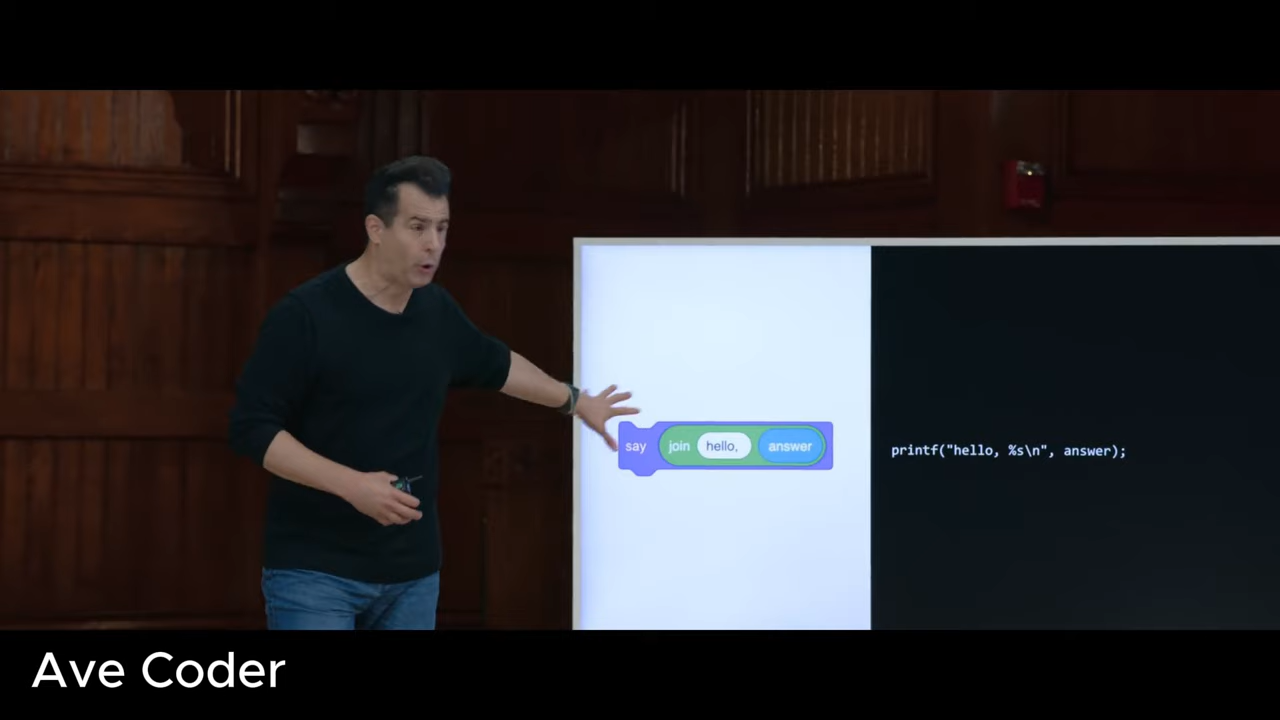 say join hello, answer
printf("hello, %s\n", answer);
Ave Coder